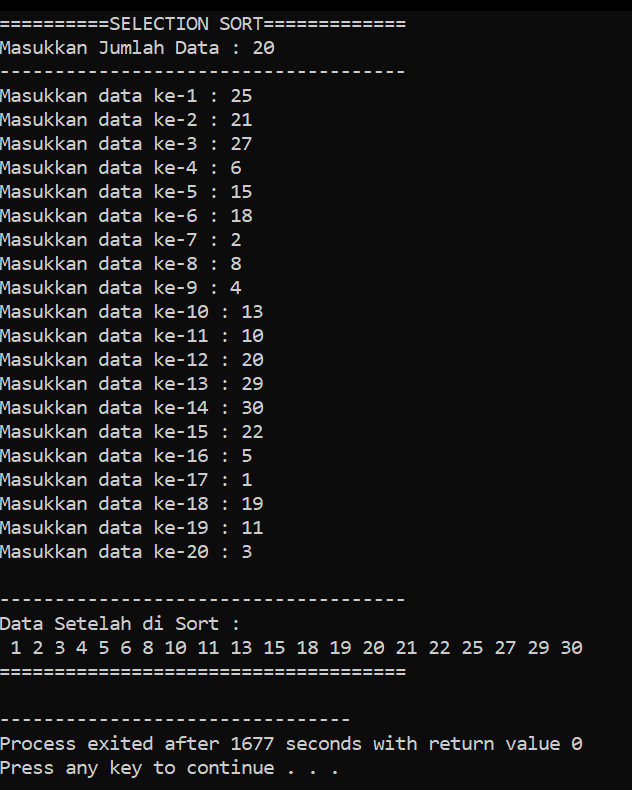 ==========SELECTION SORT=============
Masukkan Jumlah Data : 20
-------------------------------------
Masukkan data ke-1 : 25
Masukkan data ke-2 : 21
Masukkan data ke-3 : 27
Masukkan data ke-4 : 6
Masukkan data ke-5 : 15
Masukkan data ke-6 : 18
Masukkan data ke-7 : 2
Masukkan data ke-8 : 8
Masukkan data ke-9 : 4
Masukkan data ke-10 : 13
Masukkan data ke-11 : 10
Masukkan data ke-12 : 20
Masukkan data ke-13 : 29
Masukkan data ke-14 : 30
Masukkan data ke-15 : 22
Masukkan data ke-16 : 5
Masukkan data ke-17 : 1
Masukkan data ke-18 : 19
Masukkan data ke-19 : 11
Masukkan data ke-20 : 3
-------------------------------------
Data Setelah di Sort :
1 2 3 4 5 6 8 10 11 13 15 18 19 20 21 22 25 27 29 30
=====================================
--------------------------------
Process exited after 1677 seconds with return value 0
Press any key to continue . . .